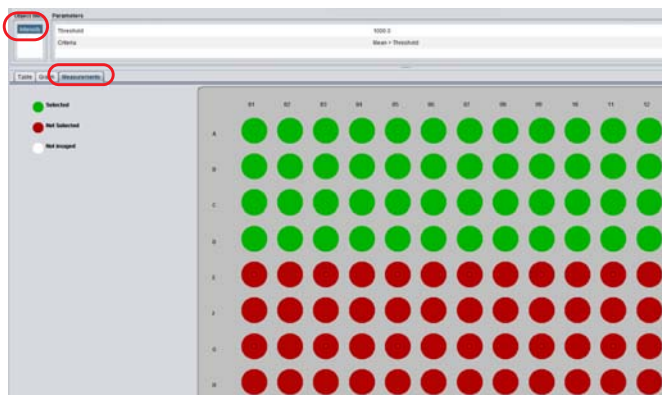 Object filter Parameters
Intensity Threshold 1000.0
Criteria Mean > Threshold
Table Graph Measurements
Selected
Not Selected
Not imaged
01 02 03 04 05 06 07 08 09 10 11 12
A
B
C
D
E
F
G
H